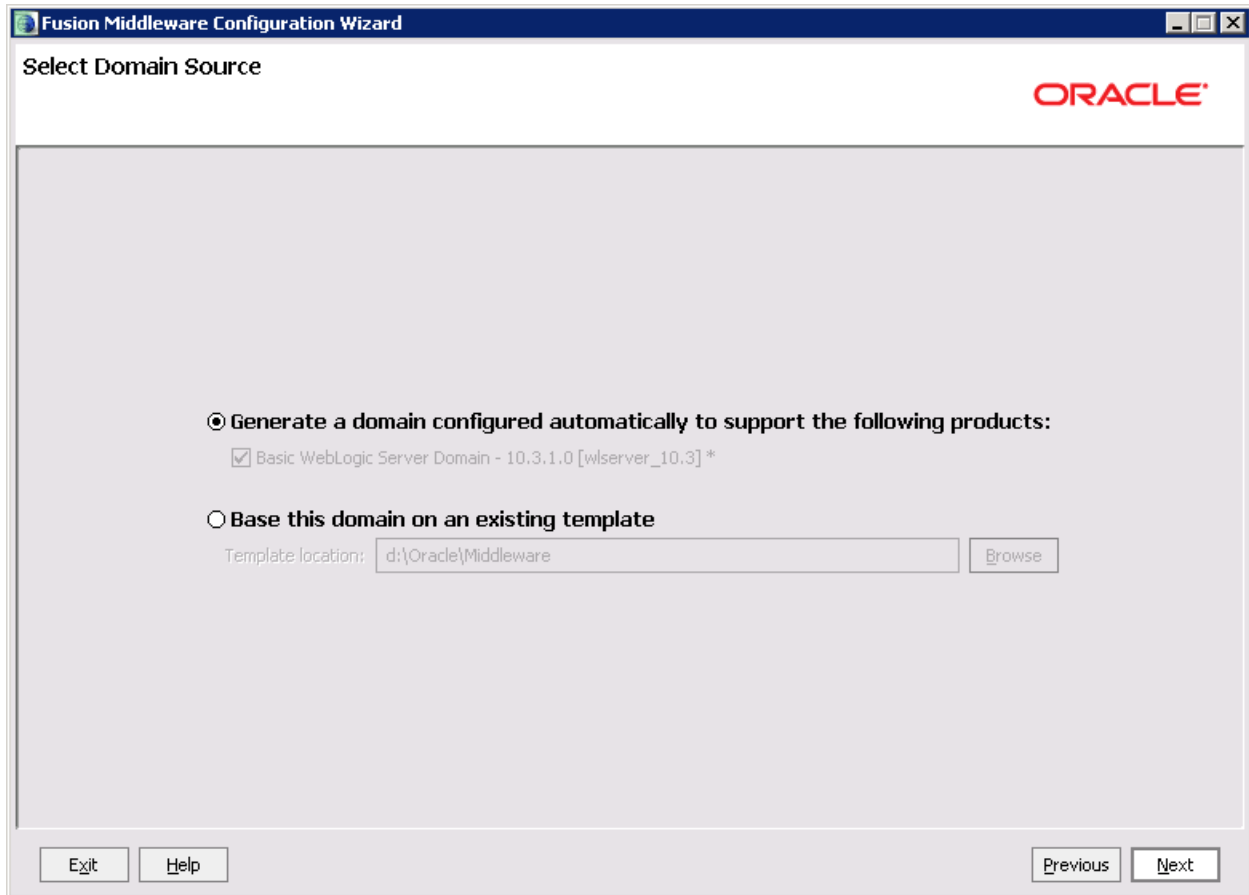 Fusion Middleware Configuration Wizard
Select Domain Source
ORACLE
Generate a domain configured automatically to support the following products:
Basic WebLogic Server Domain - 10.3.1.0 [wlserver_10.3] *
Base this domain on an existing template
Template location: d:\Oracle\Middleware Browse
Exit Help Previous Next